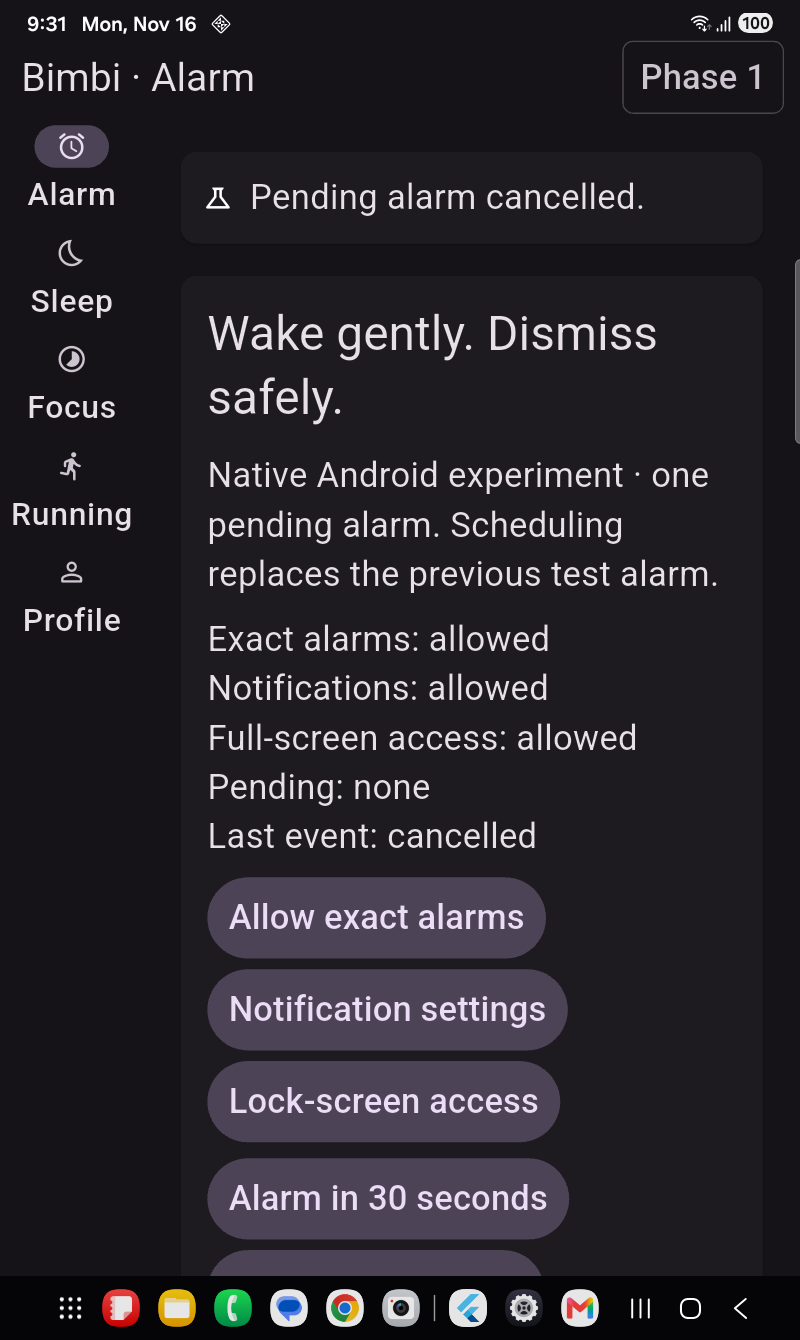 9:31 Mon, Nov 16
100
Bimbi · Alarm
Phase 1
Alarm
Sleep
Focus
Running
Profile
Pending alarm cancelled.
Wake gently. Dismiss
safely.
Native Android experiment · one
pending alarm. Scheduling
replaces the previous test alarm.
Exact alarms: allowed
Notifications: allowed
Full-screen access: allowed
Pending: none
Last event: cancelled
Allow exact alarms
Notification settings
Lock-screen access
Alarm in 30 seconds